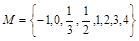 M = {-1,0,1/3,1/2,1,2,3,4}